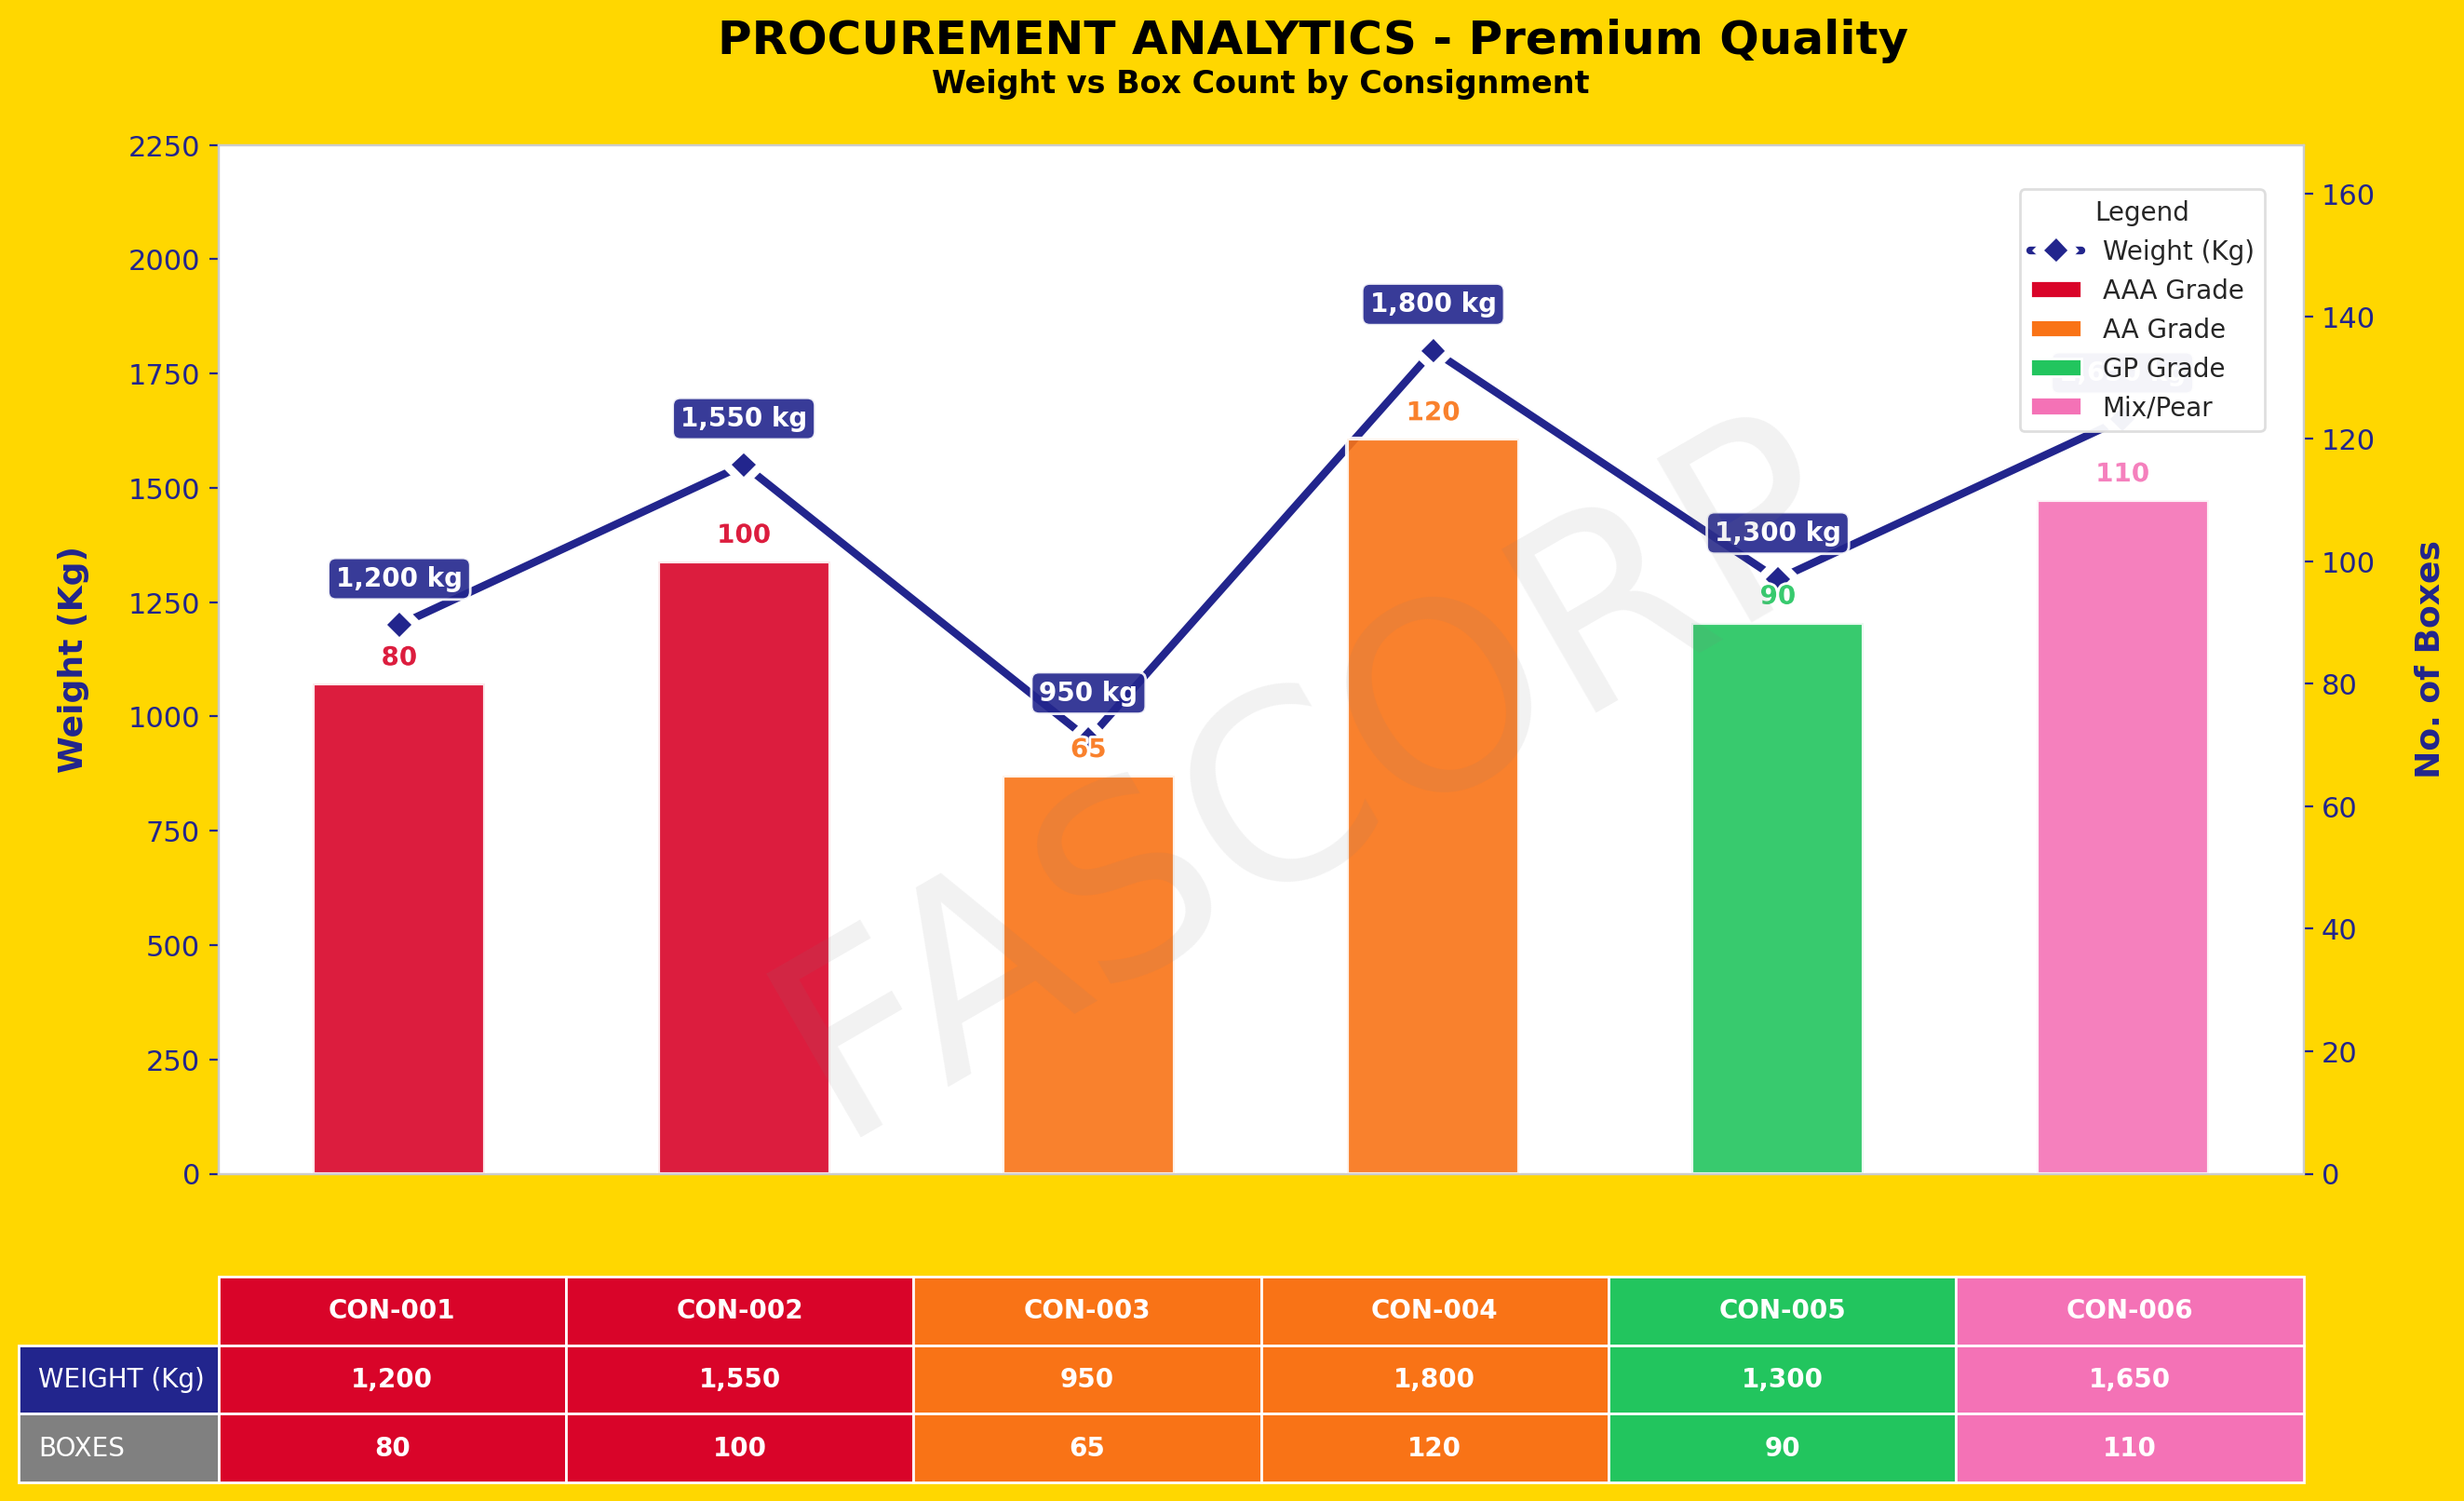 PROCUREMENT ANALYTICS - Premium Quality
Weight vs Box Count by Consignment
2250
2000
1750
1500
1250
1000
750
500
250
0
Weight (Kg)
160
140
120
100
80
60
40
20
0
No. of Boxes
Legend
Weight (Kg)
AAA Grade
AA Grade
GP Grade
Mix/Pear
1,200 kg
1,550 kg
950 kg
1,800 kg
1,300 kg
80
100
65
120
90
110
FASCORP
CON-001 CON-002 CON-003 CON-004 CON-005 CON-006
WEIGHT (Kg) 1,200 1,550 950 1,800 1,300 1,650
BOXES 80 100 65 120 90 110